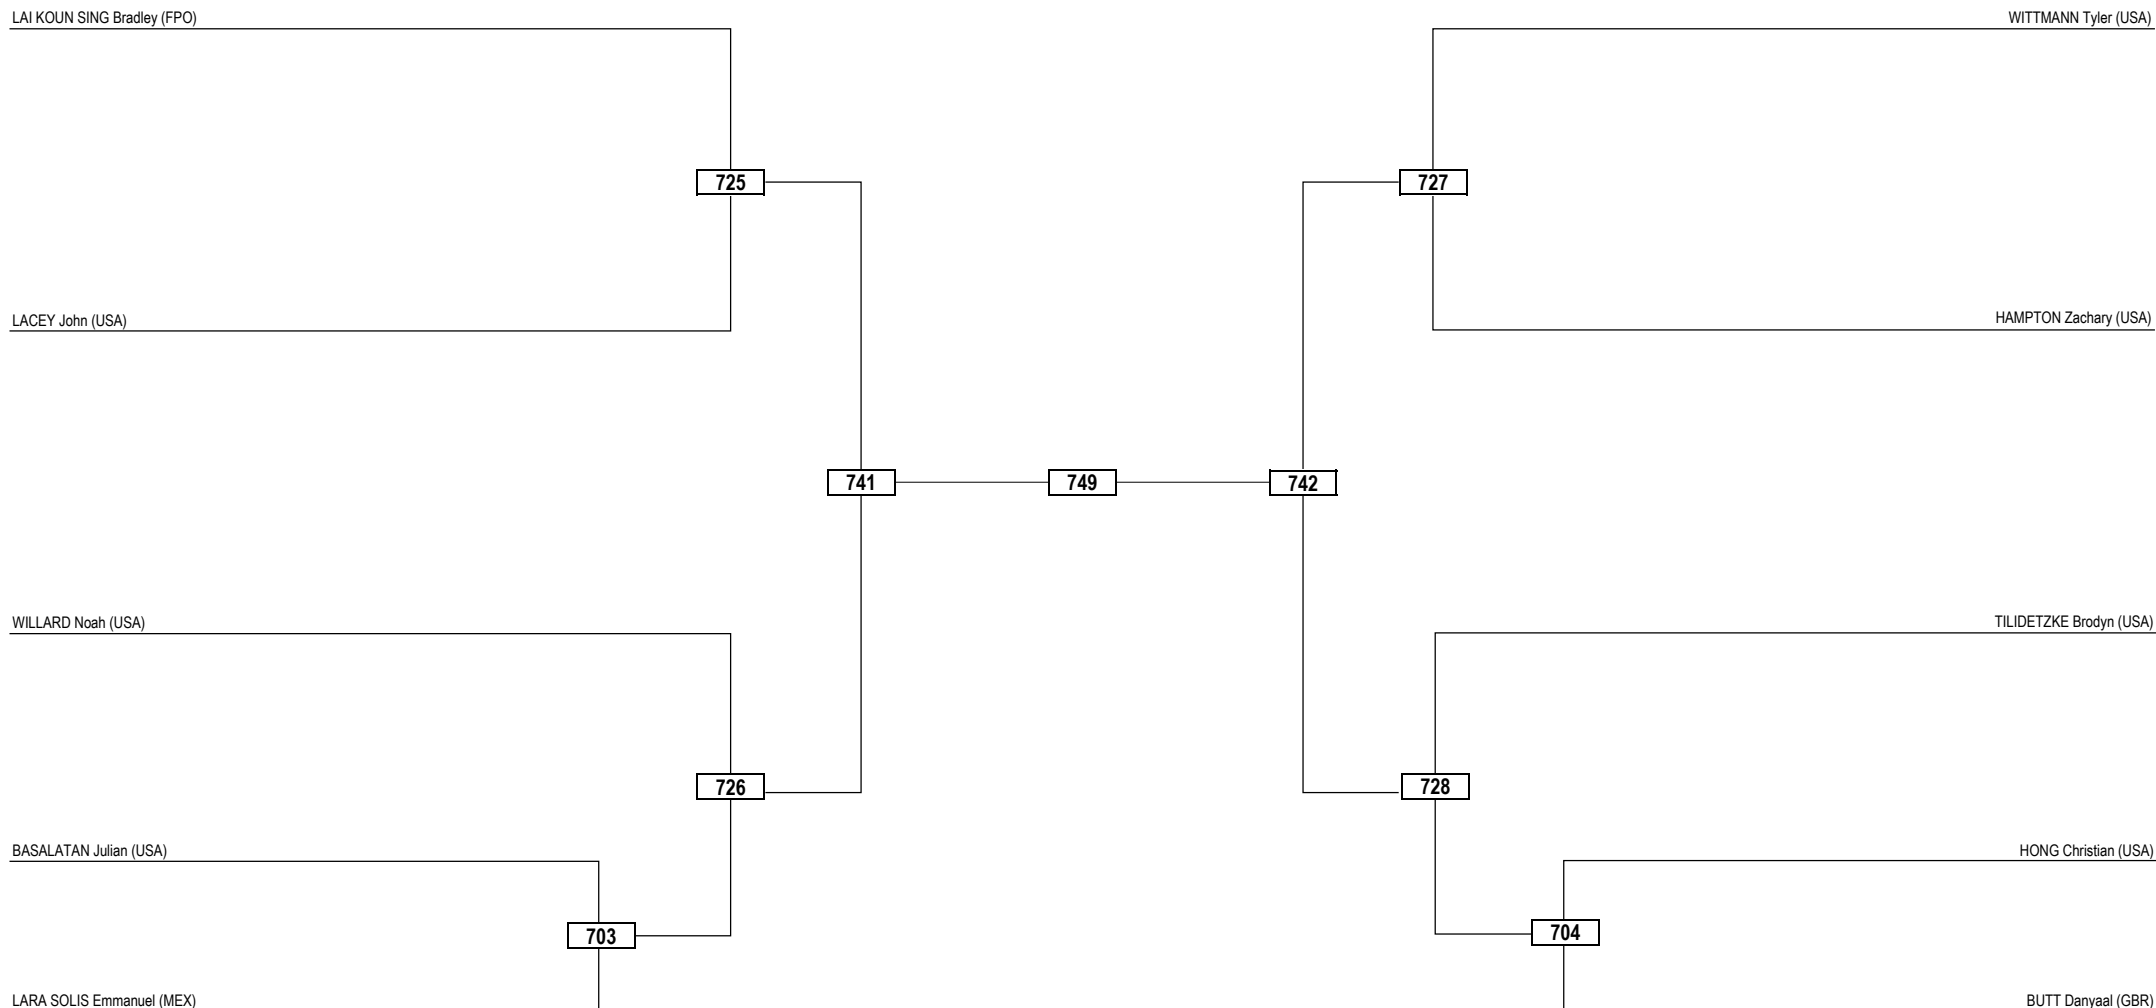 LAI KOUN SING Bradley (FPO)
WITTMANN Tyler (USA)
725
727
LACEY John (USA)
HAMPTON Zachary (USA)
741
749
742
WILLARD Noah (USA)
TILIDETZKE Brodyn (USA)
726
728
BASALATAN Julian (USA)
HONG Christian (USA)
703
704
LARA SOLIS Emmanuel (MEX)
BUTT Danyaal (GBR)